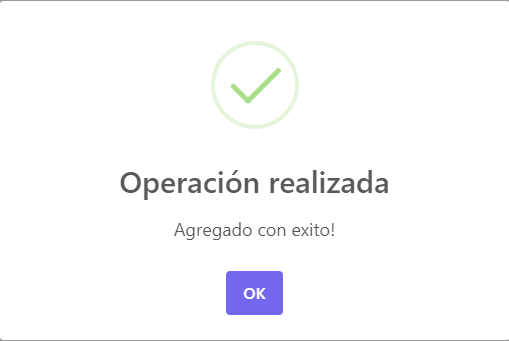 Operación realizada
Agregado con exito!
OK